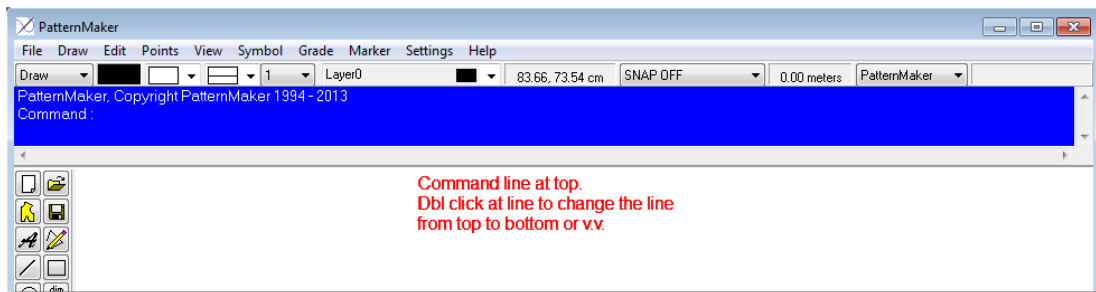 PatternMaker
File Draw Edit Points View Symbol Grade Marker Settings Help
Draw 1 Layer0 83.66, 73.54 cm SNAP OFF 0.00 meters PatternMaker
PatternMaker, Copyright PatternMaker 1994 - 2013
Command :
Command line at top.
Dbl click at line to change the line
from top to bottom or v.v.
A
dim